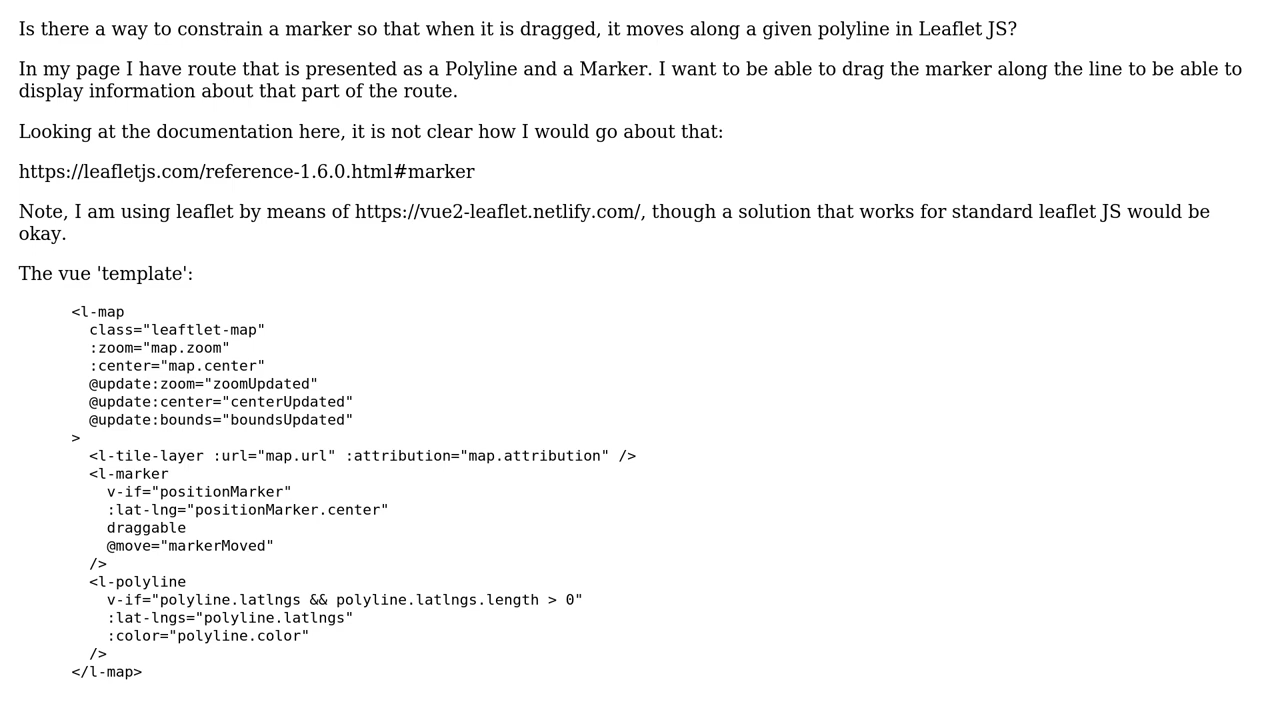 Is there a way to constrain a marker so that when it is dragged, it moves along a given polyline in Leaflet JS?
In my page I have route that is presented as a Polyline and a Marker. I want to be able to drag the marker along the line to be able to
display information about that part of the route.
Looking at the documentation here, it is not clear how I would go about that:
https://leafletjs.com/reference-1.6.0.html#marker
Note, I am using leaflet by means of https://vue2-leaflet.netlify.com/, though a solution that works for standard leaflet JS would be
okay.
The vue 'template':
<l-map
  class="leaftlet-map"
  :zoom="map.zoom"
  :center="map.center"
  @update:zoom="zoomUpdated"
  @update:center="centerUpdated"
  @update:bounds="boundsUpdated"
>
  <l-tile-layer :url="map.url" :attribution="map.attribution" />
  <l-marker
    v-if="positionMarker"
    :lat-lng="positionMarker.center"
    draggable
    @move="markerMoved"
  />
  <l-polyline
    v-if="polyline.latlngs && polyline.latlngs.length > 0"
    :lat-lngs="polyline.latlngs"
    :color="polyline.color"
  />
</l-map>